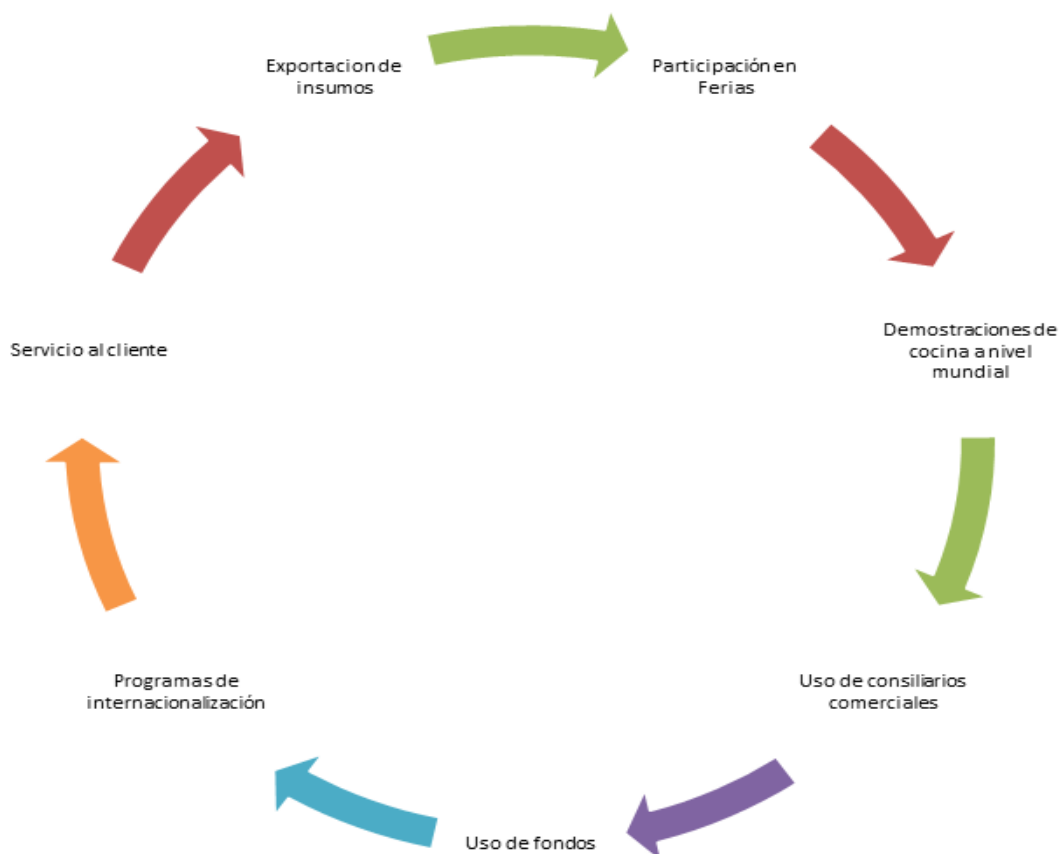 Exportacion de
insumos
Participación en
Ferias
Demostraciones de
cocina a nivel
mundial
Uso de consiliarios
comerciales
Uso de fondos
Programas de
internacionalización
Servicio al cliente